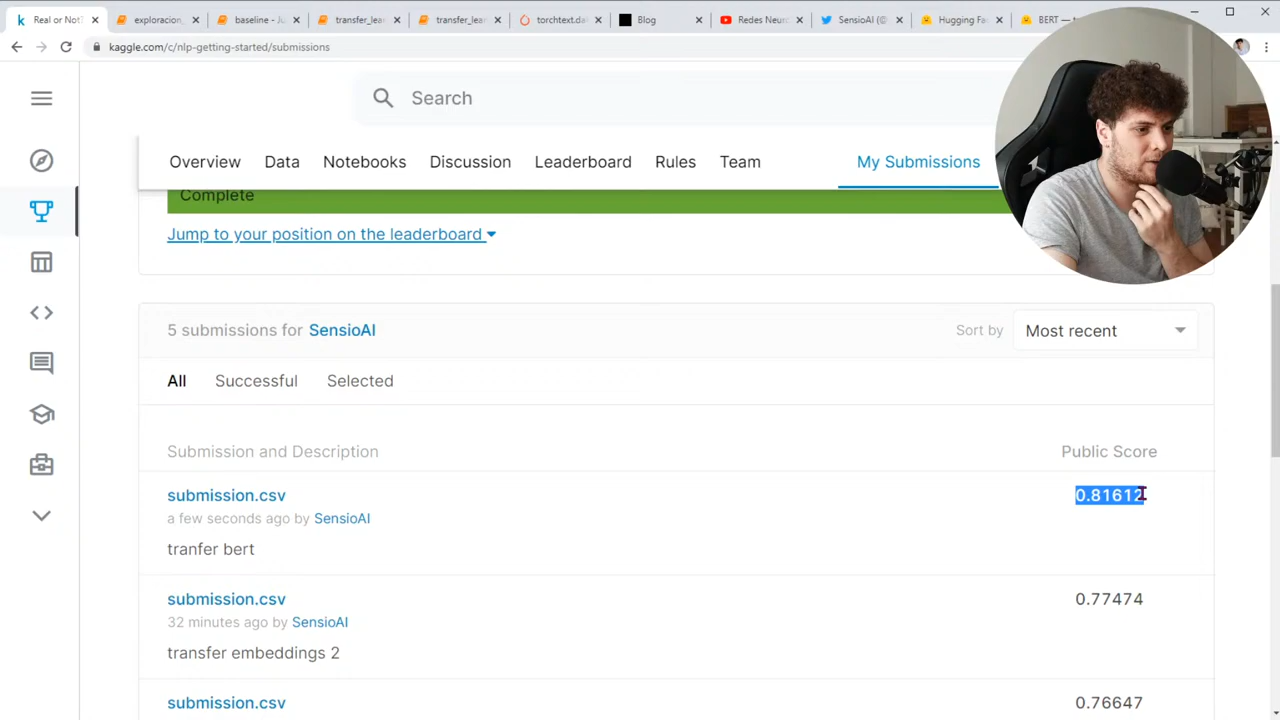 Real or Not?
exploracion_
baseline - Ju
transfer_lea
transfer_lea
torchtext.da
Blog
Redes Neur
SensioAI (@
Hugging Fa
BERT —
kaggle.com/c/nlp-getting-started/submissions
Search
Overview Data Notebooks Discussion Leaderboard Rules Team My Submissions
Complete
Jump to your position on the leaderboard
5 submissions for SensioAI
Sort by Most recent
All Successful Selected
Submission and Description Public Score
submission.csv 0.81612
a few seconds ago by SensioAI
tranfer bert
submission.csv 0.77474
32 minutes ago by SensioAI
transfer embeddings 2
submission.csv 0.76647